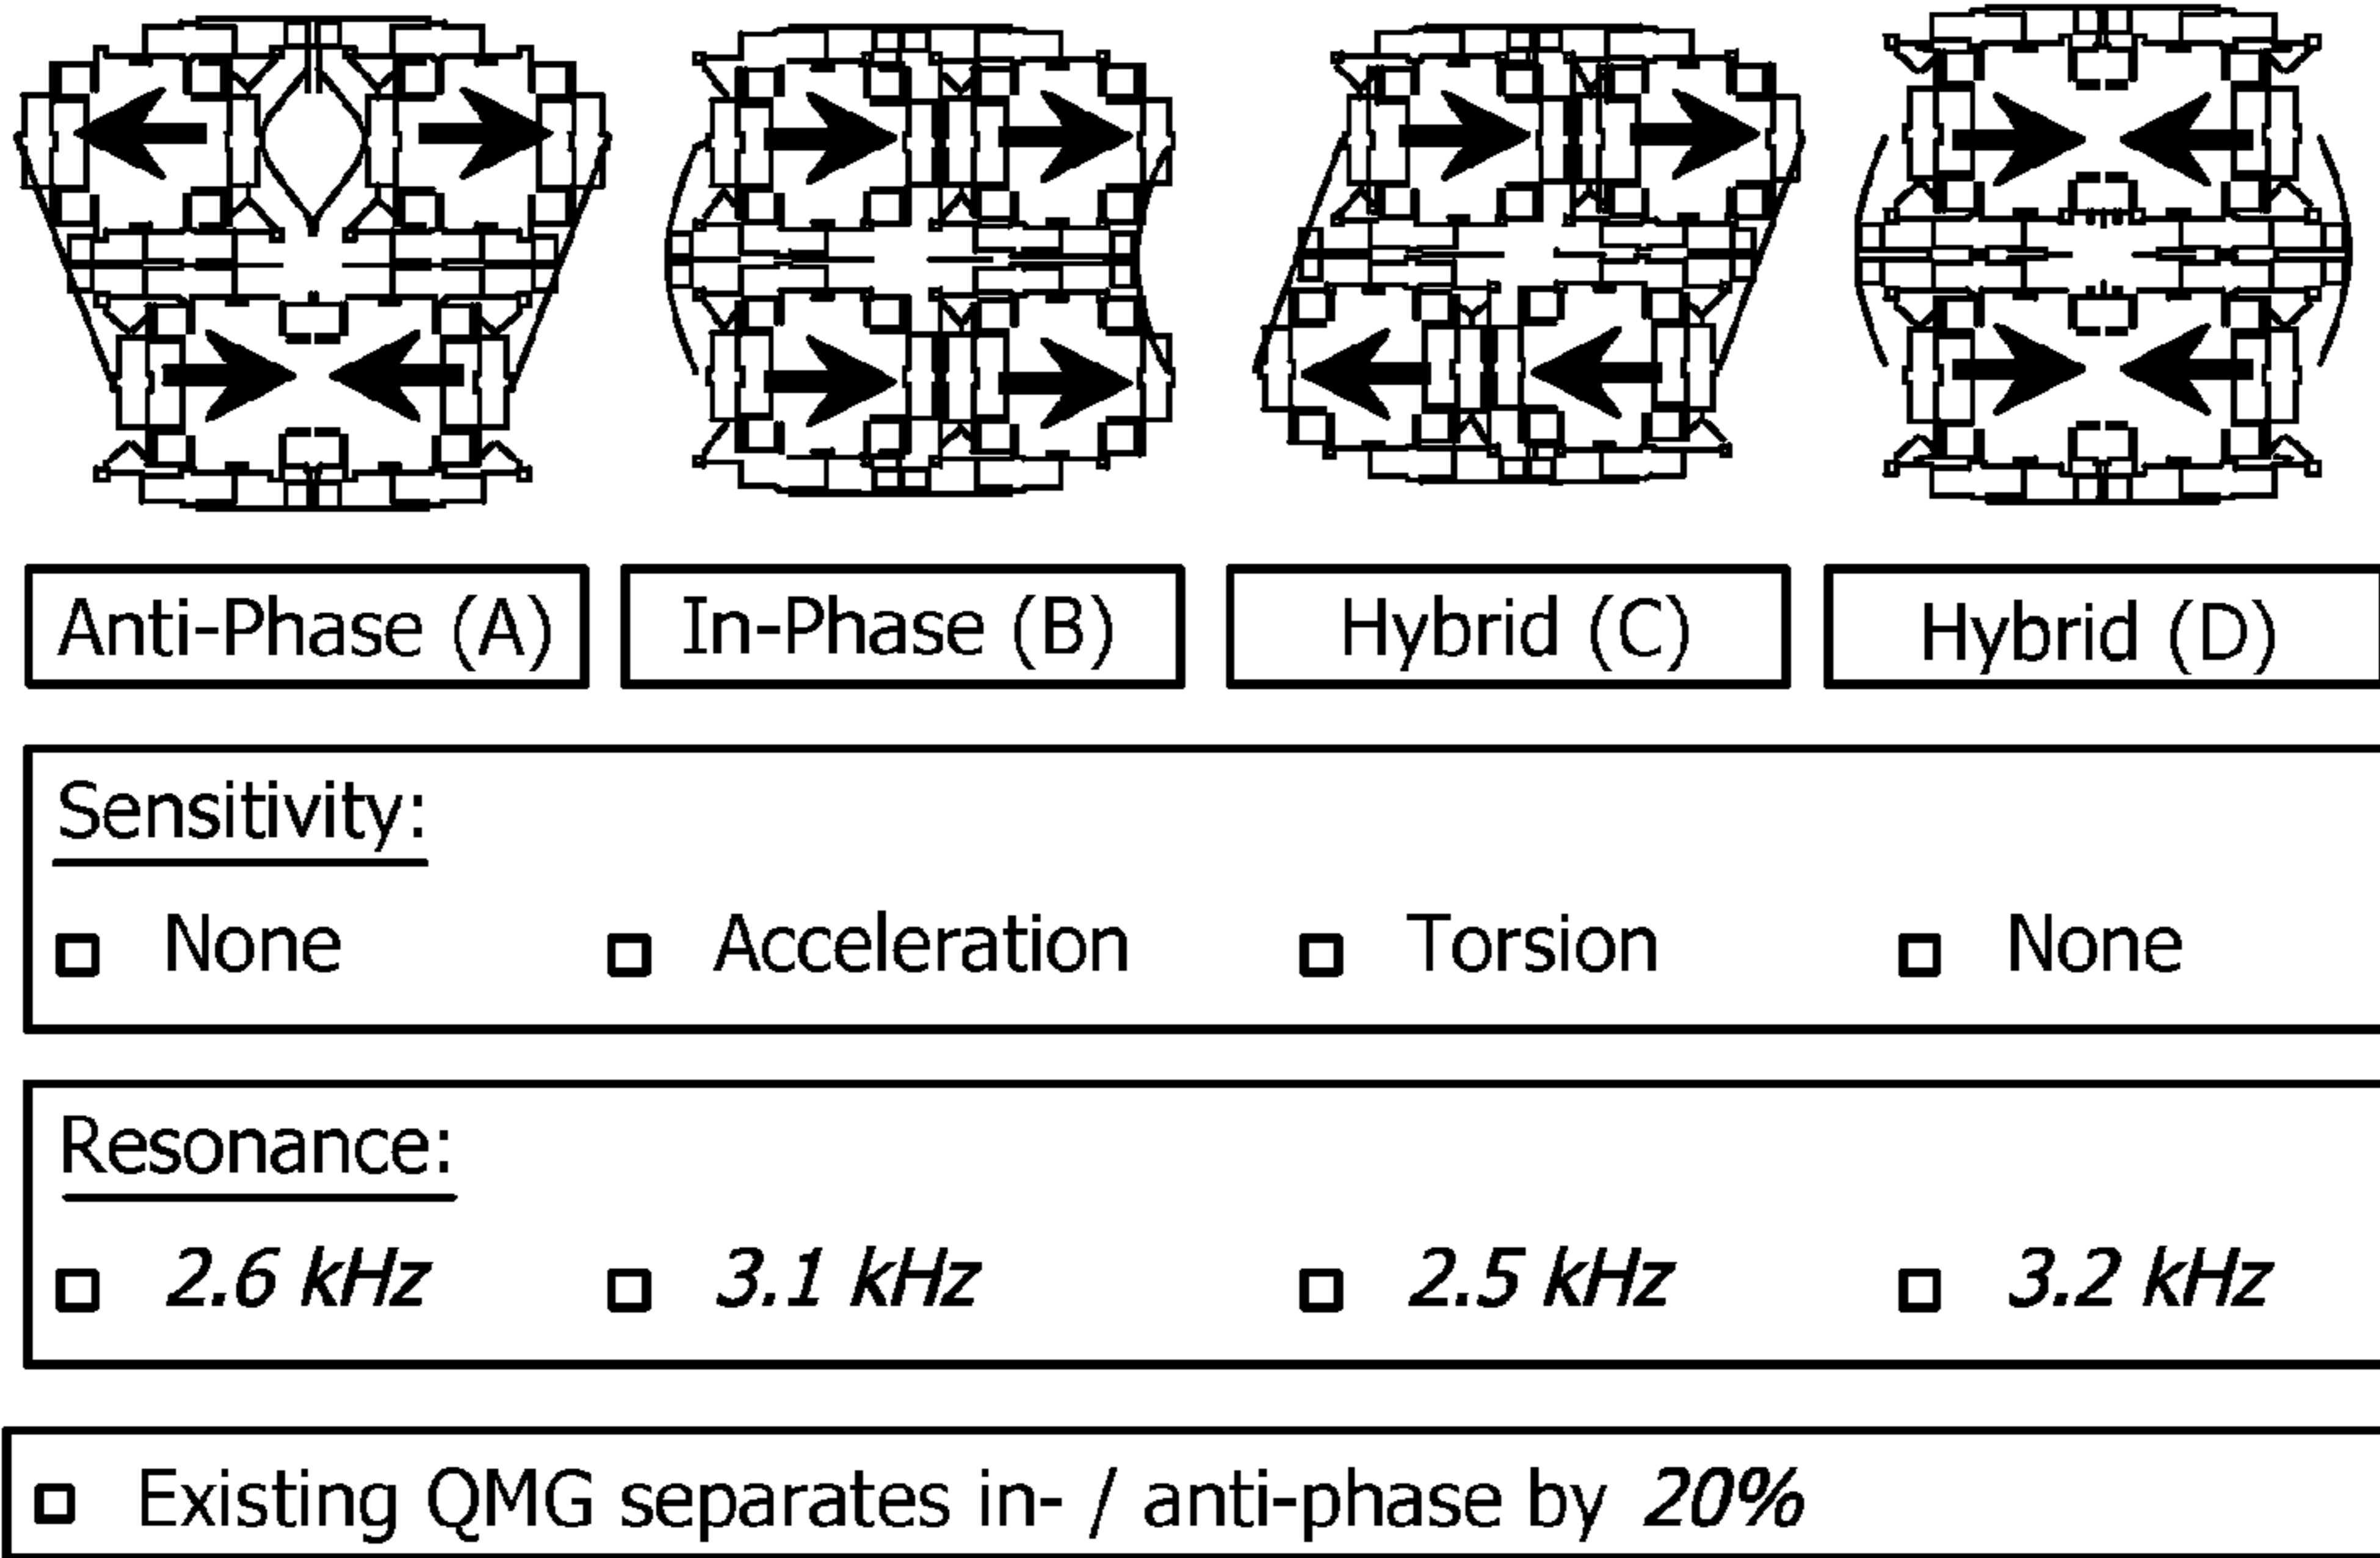 Anti-Phase (A) In-Phase (B) Hybrid (C) Hybrid (D)
Sensitivity:
None Acceleration Torsion None
Resonance:
2.6 kHz 3.1 kHz 2.5 kHz 3.2 kHz
Existing QMG separates in- / anti-phase by 20%